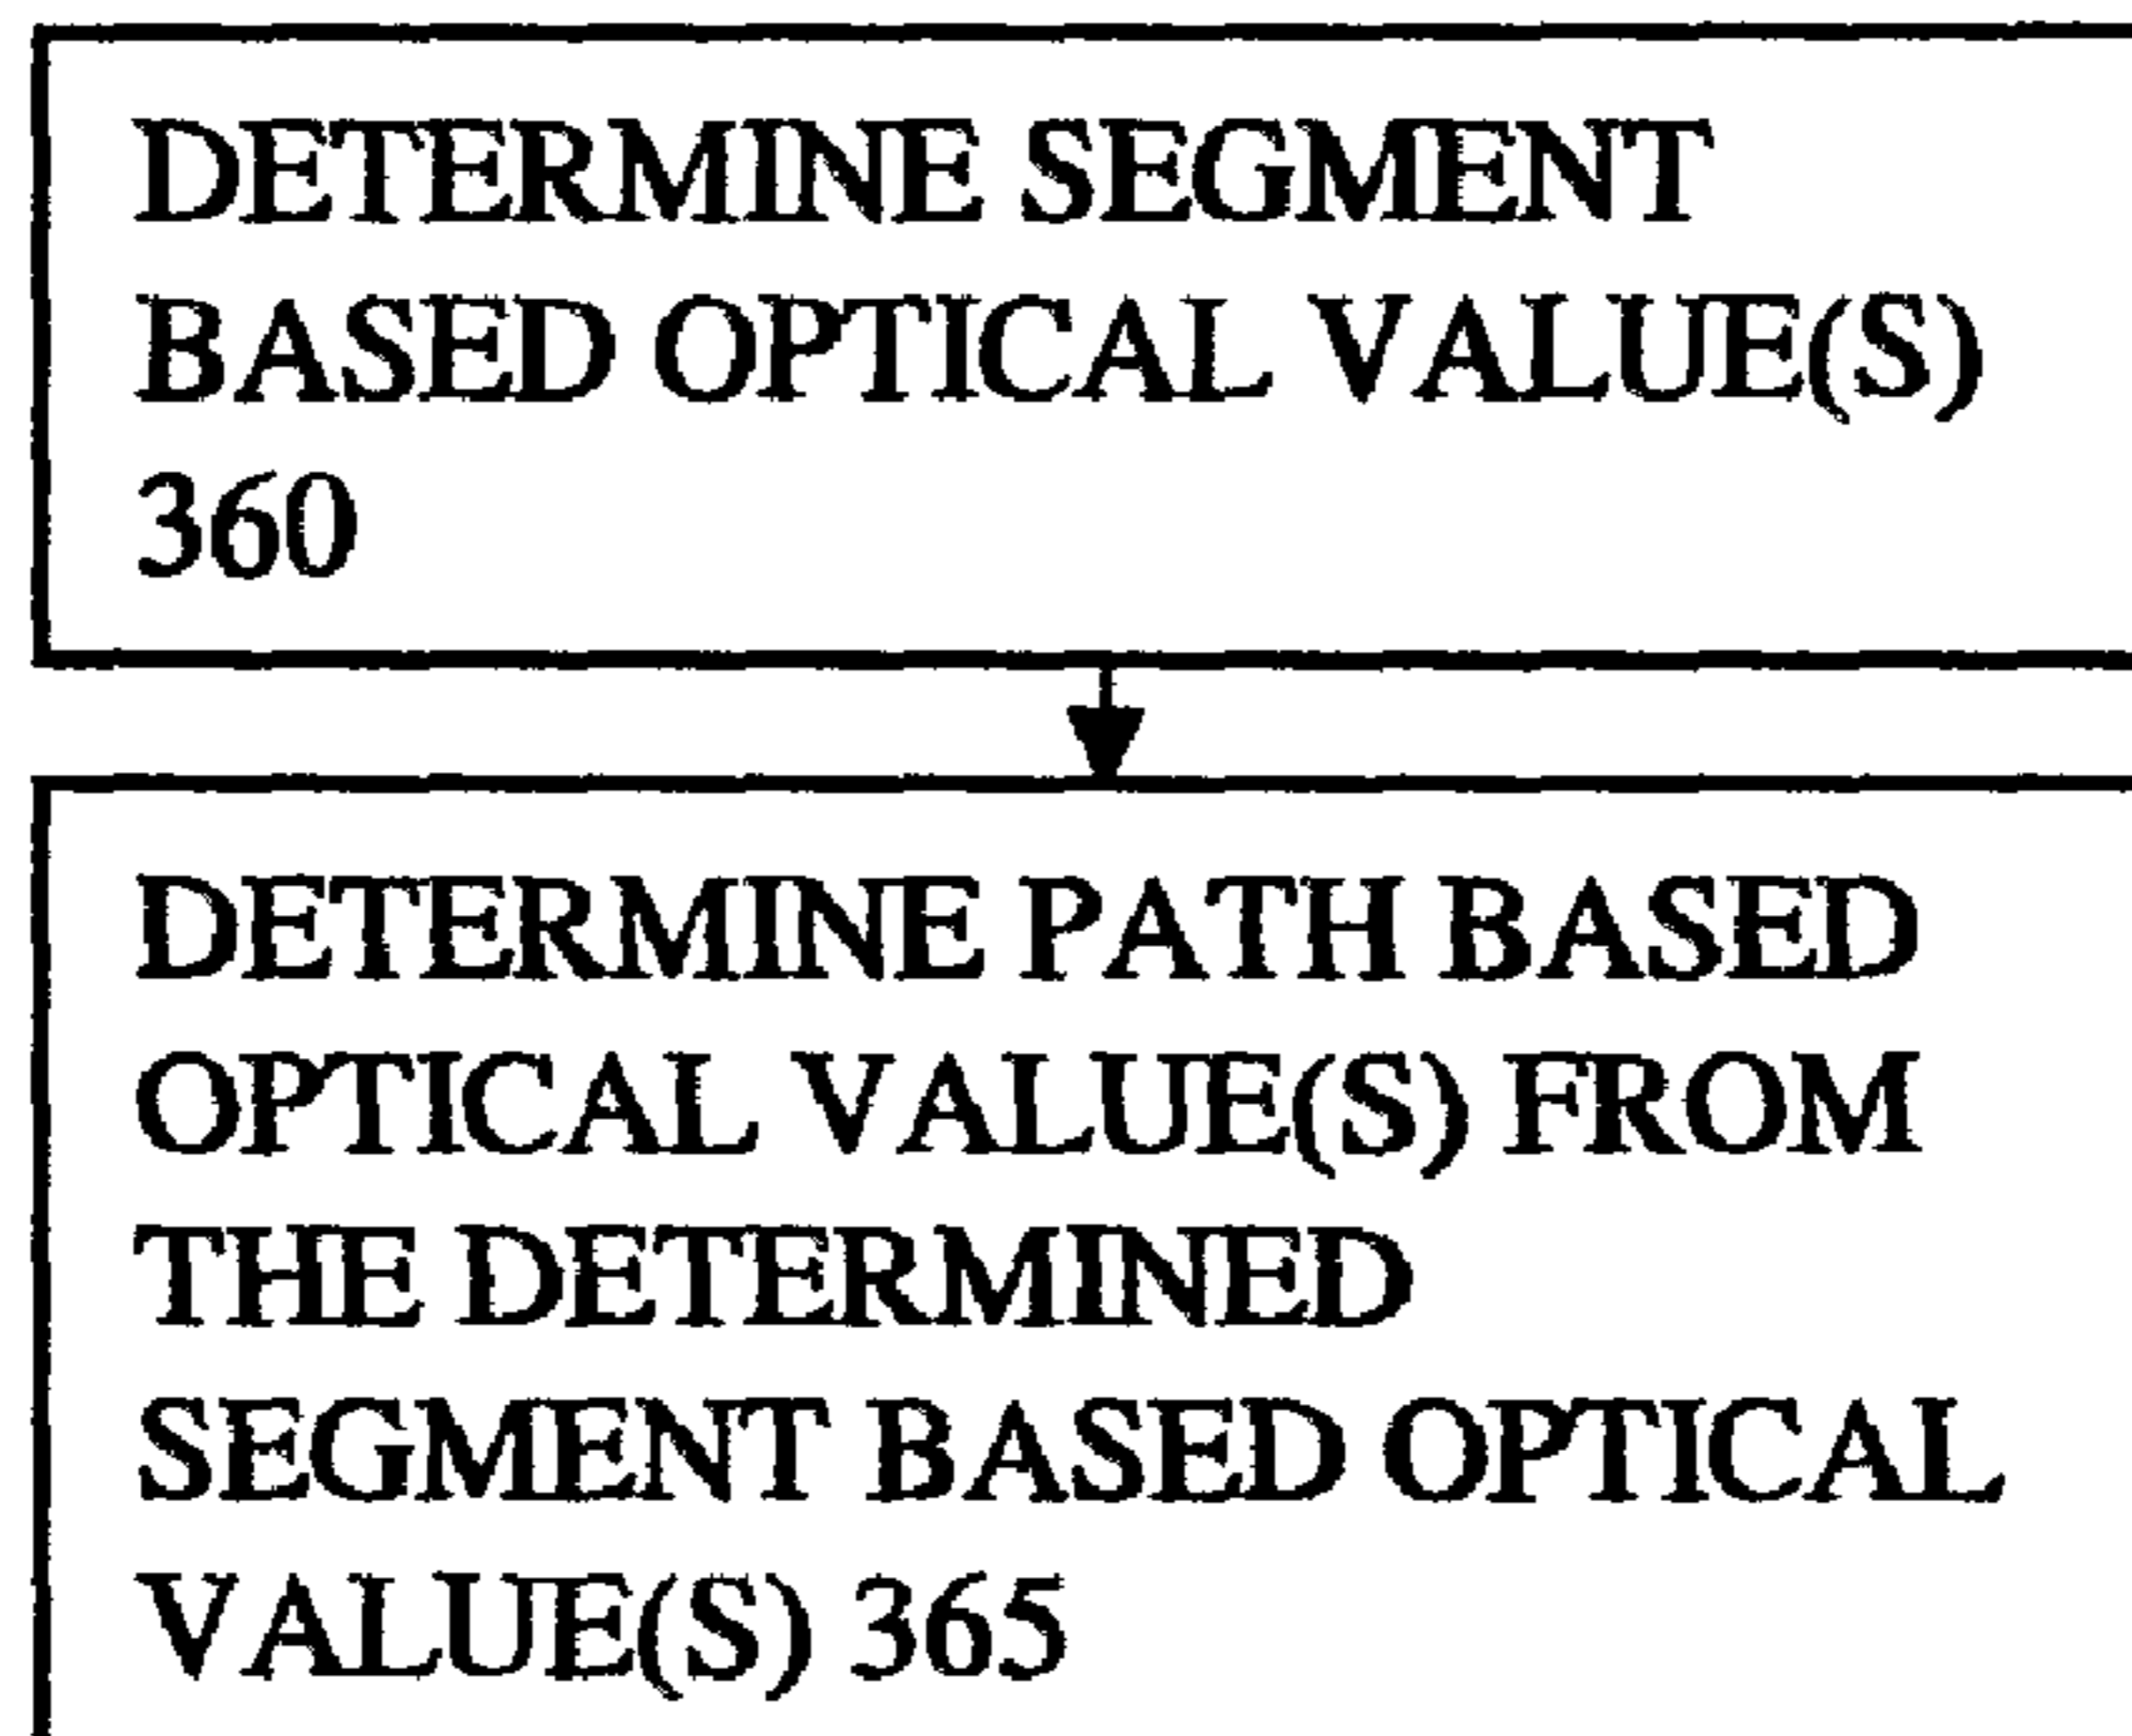 DETERMINE SEGMENT
BASED OPTICAL VALUE(S)
360
DETERMINE PATH BASED
OPTICAL VALUE(S) FROM
THE DETERMINED
SEGMENT BASED OPTICAL
VALUE(S) 365